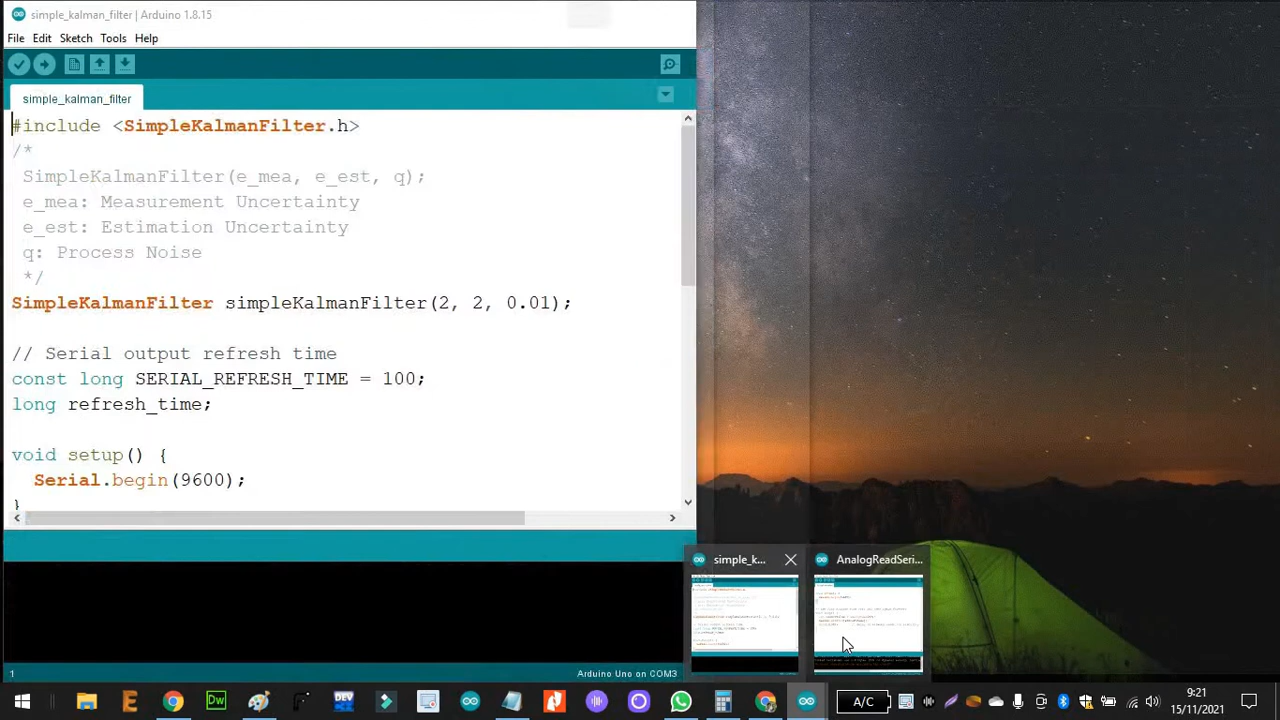 simple_kalman_filter | Arduino 1.8.15
File Edit Sketch Tools Help
simple_kalman_filter
#include <SimpleKalmanFilter.h>
/*
SimpleKalmanFilter(e_mea, e_est, q);
e_mea: Measurement Uncertainty
e_est: Estimation Uncertainty
q: Process Noise
*/
SimpleKalmanFilter simpleKalmanFilter(2, 2, 0.01);
// Serial output refresh time
const long SERIAL_REFRESH_TIME = 100;
long refresh_time;
void setup() {
Serial.begin(9600);
}
simple_k...
AnalogReadSeri...
1
Arduino Uno on COM3
Dw
DEV
A/C
9:21
15/11/2021